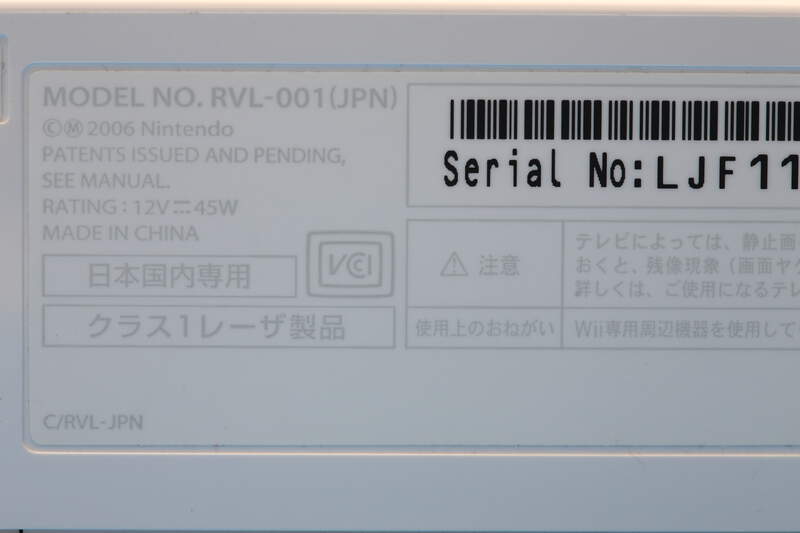 MODEL NO. RVL-001(JPN)
©Ⓜ 2006 Nintendo
PATENTS ISSUED AND PENDING,
SEE MANUAL.
RATING : 12V⎓45W
MADE IN CHINA
日本国内専用
VCI
クラス1レーザ製品
C/RVL-JPN
Serial No:LJF11
⚠ 注意
テレビによっては、静止画
おくと、残像現象（画面ヤケ
詳しくは、ご使用になるテレ
使用上のおねがい
Wii専用周辺機器を使用して